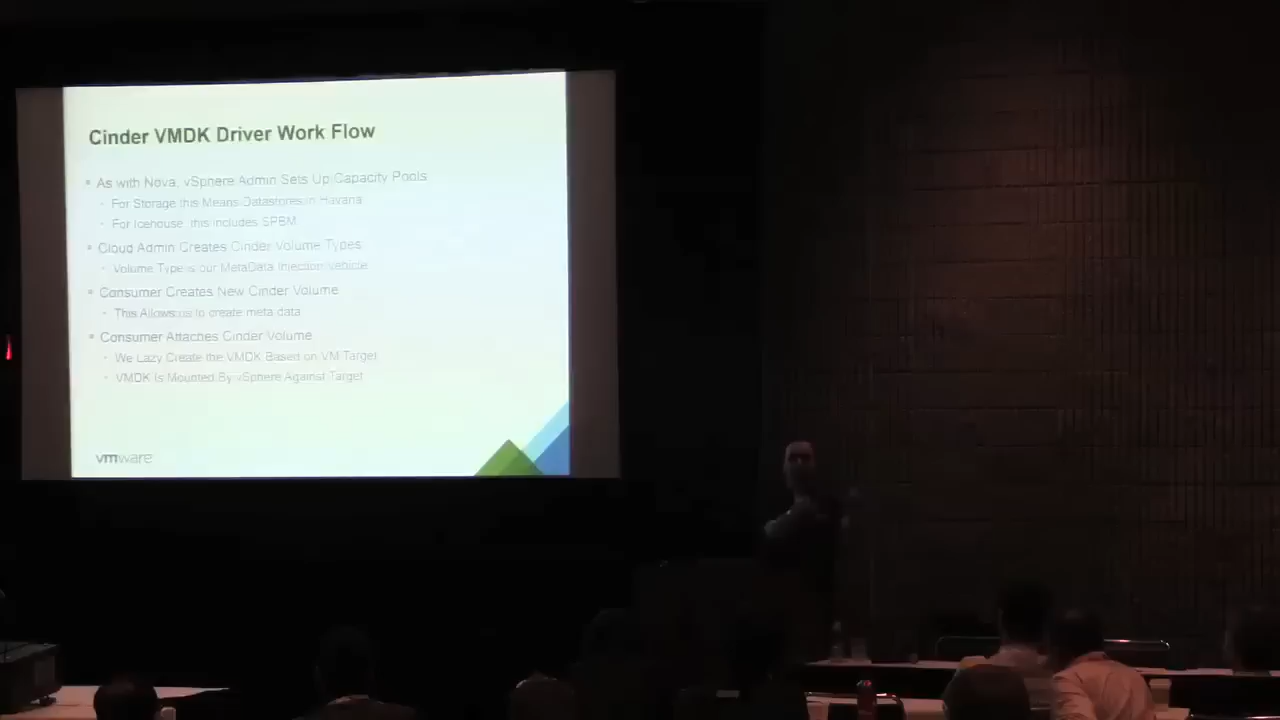 Cinder VMDK Driver Work Flow
As with Nova, vSphere Admin Sets Up Capacity Pools
For Storage this Means Datastores in Havana
For Icehouse, this includes SPBM
Cloud Admin Creates Cinder Volume Types
Volume Type is our MetaData Injection Vehicle
Consumer Creates New Cinder Volume
This Allows us to create meta data
Consumer Attaches Cinder Volume
We Lazy Create the VMDK Based on VM Target
VMDK Is Mounted By vSphere Against Target
vmware